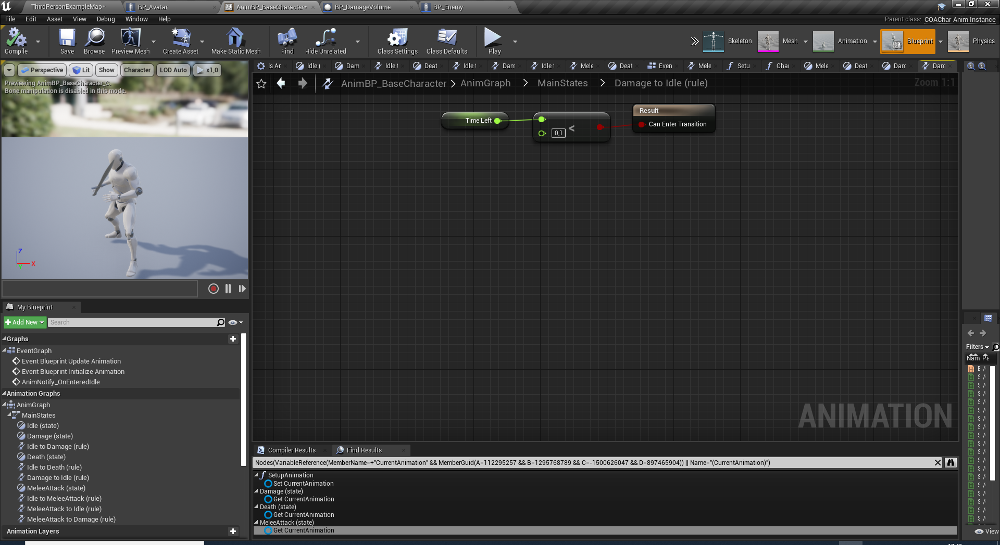 ThirdPersonExampleMap*
BP_Avatar
AnimBP_BaseCharacter*
BP_DamageVolume
BP_Enemy
File Edit Asset View Debug Window Help
Parent class: COAChar Anim Instance
Compile
Save
Browse
Preview Mesh
Create Asset
Make Static Mesh
Find
Hide Unrelated
Class Settings
Class Defaults
Play
Skeleton
Mesh
Animation
Blueprint
Physics
Perspective
Lit
Show
Character
LOD Auto
x1,0
Previewing AnimBP_BaseCharacter_C.
Bone manipulation is disabled in this mode.
Z
X
Is Ar
Idle (
Dam
Idle t
Deat
Idle t
Dam
Idle t
Mele
Deat
Even
Mele
Setu
Chai
Mele
Deat
Dam
Dam
AnimBP_BaseCharacter > AnimGraph > MainStates > Damage to Idle (rule)
Zoom 1:1
Time Left
0,1
<
Result
Can Enter Transition
ANIMATION
My Blueprint
Add New
Search
Graphs
EventGraph
Event Blueprint Update Animation
Event Blueprint Initialize Animation
AnimNotify_OnEnteredIdle
Animation Graphs
AnimGraph
MainStates
Idle (state)
Damage (state)
Idle to Damage (rule)
Death (state)
Idle to Death (rule)
Damage to Idle (rule)
MeleeAttack (state)
Idle to MeleeAttack (rule)
MeleeAttack to Idle (rule)
MeleeAttack to Damage (rule)
Animation Layers
Compiler Results
Find Results
Nodes(VariableReference(MemberName=+"CurrentAnimation" && MemberGuid(A=112295257 && B=1295768789 && C=-1500626047 && D=897465904)) || Name="(CurrentAnimation)")
SetupAnimation
Set CurrentAnimation
Damage (state)
Get CurrentAnimation
Death (state)
Get CurrentAnimation
MeleeAttack (state)
Get CurrentAnimation
Filters
Nam Pa
View